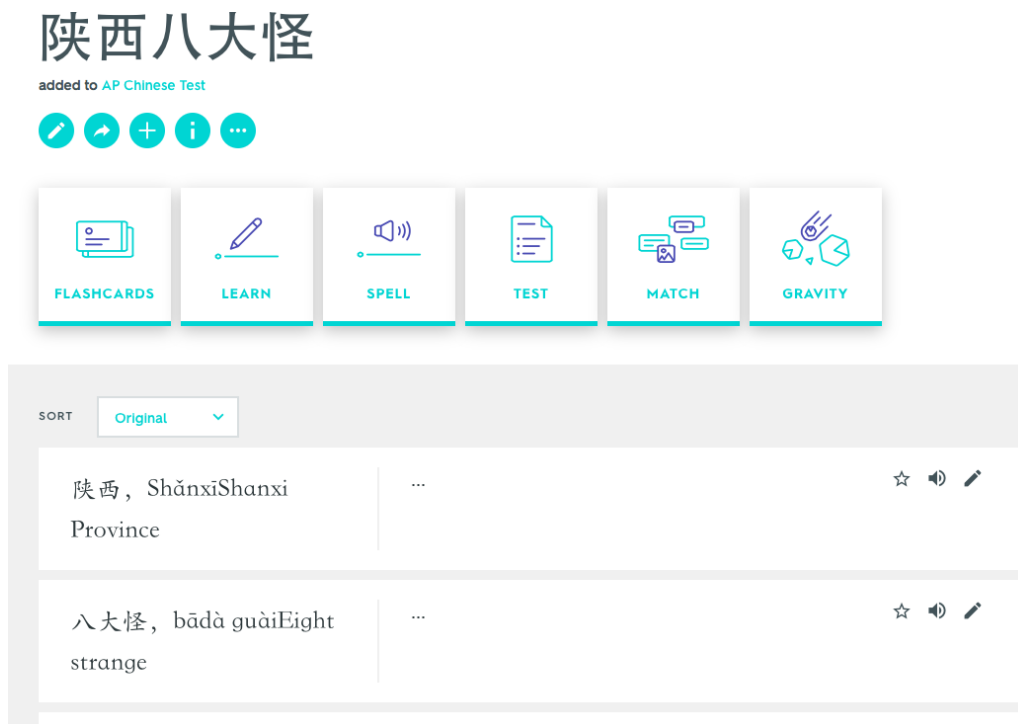 陕西八大怪
added to AP Chinese Test
FLASHCARDS
LEARN
SPELL
TEST
MATCH
GRAVITY
SORT
Original
陕西，ShǎnxīShanxi
Province
...
八大怪，bādà guàiEight
strange
...